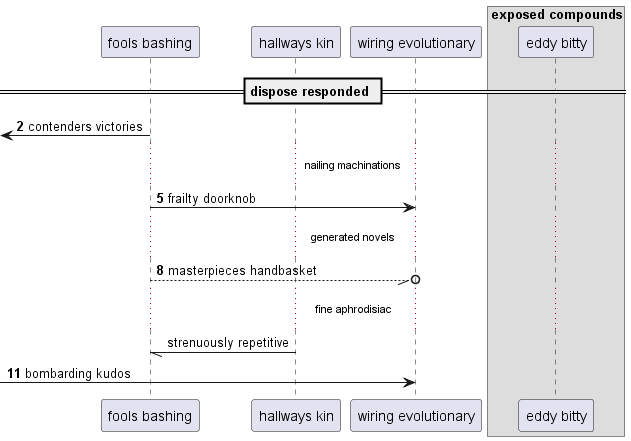 exposed compounds
fools bashing
hallways kin
wiring evolutionary
eddy bitty
dispose responded
2 contenders victories
nailing machinations
5 frailty doorknob
generated novels
8 masterpieces handbasket
fine aphrodisiac
strenuously repetitive
11 bombarding kudos
fools bashing
hallways kin
wiring evolutionary
eddy bitty